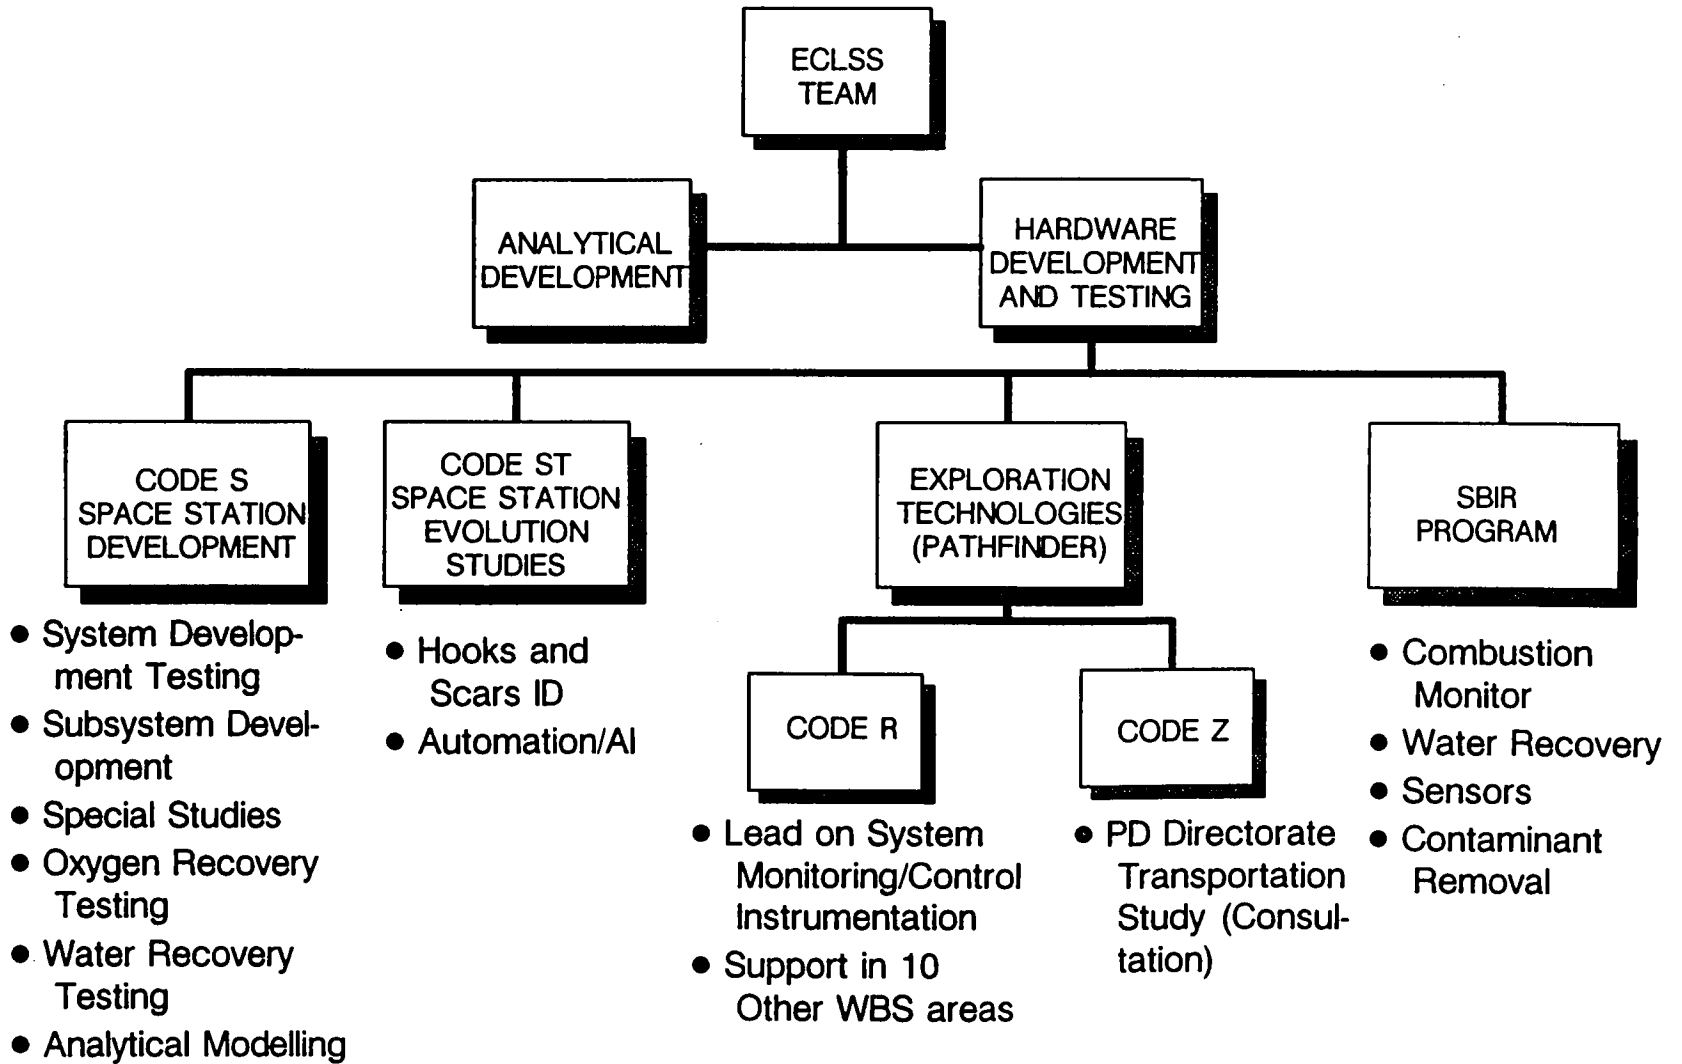 ECLSS
TEAM
ANALYTICAL
DEVELOPMENT
HARDWARE
DEVELOPMENT
AND TESTING
CODE S
SPACE STATION
DEVELOPMENT
CODE ST
SPACE STATION
EVOLUTION
STUDIES
EXPLORATION
TECHNOLOGIES
(PATHFINDER)
SBIR
PROGRAM
● System Develop-
ment Testing
● Subsystem Devel-
opment
● Special Studies
● Oxygen Recovery
Testing
● Water Recovery
Testing
● Analytical Modelling
● Hooks and
Scars ID
● Automation/AI
CODE R
● Lead on System
Monitoring/Control
Instrumentation
● Support in 10
Other WBS areas
CODE Z
● PD Directorate
Transportation
Study (Consul-
tation)
● Combustion
Monitor
● Water Recovery
● Sensors
● Contaminant
Removal